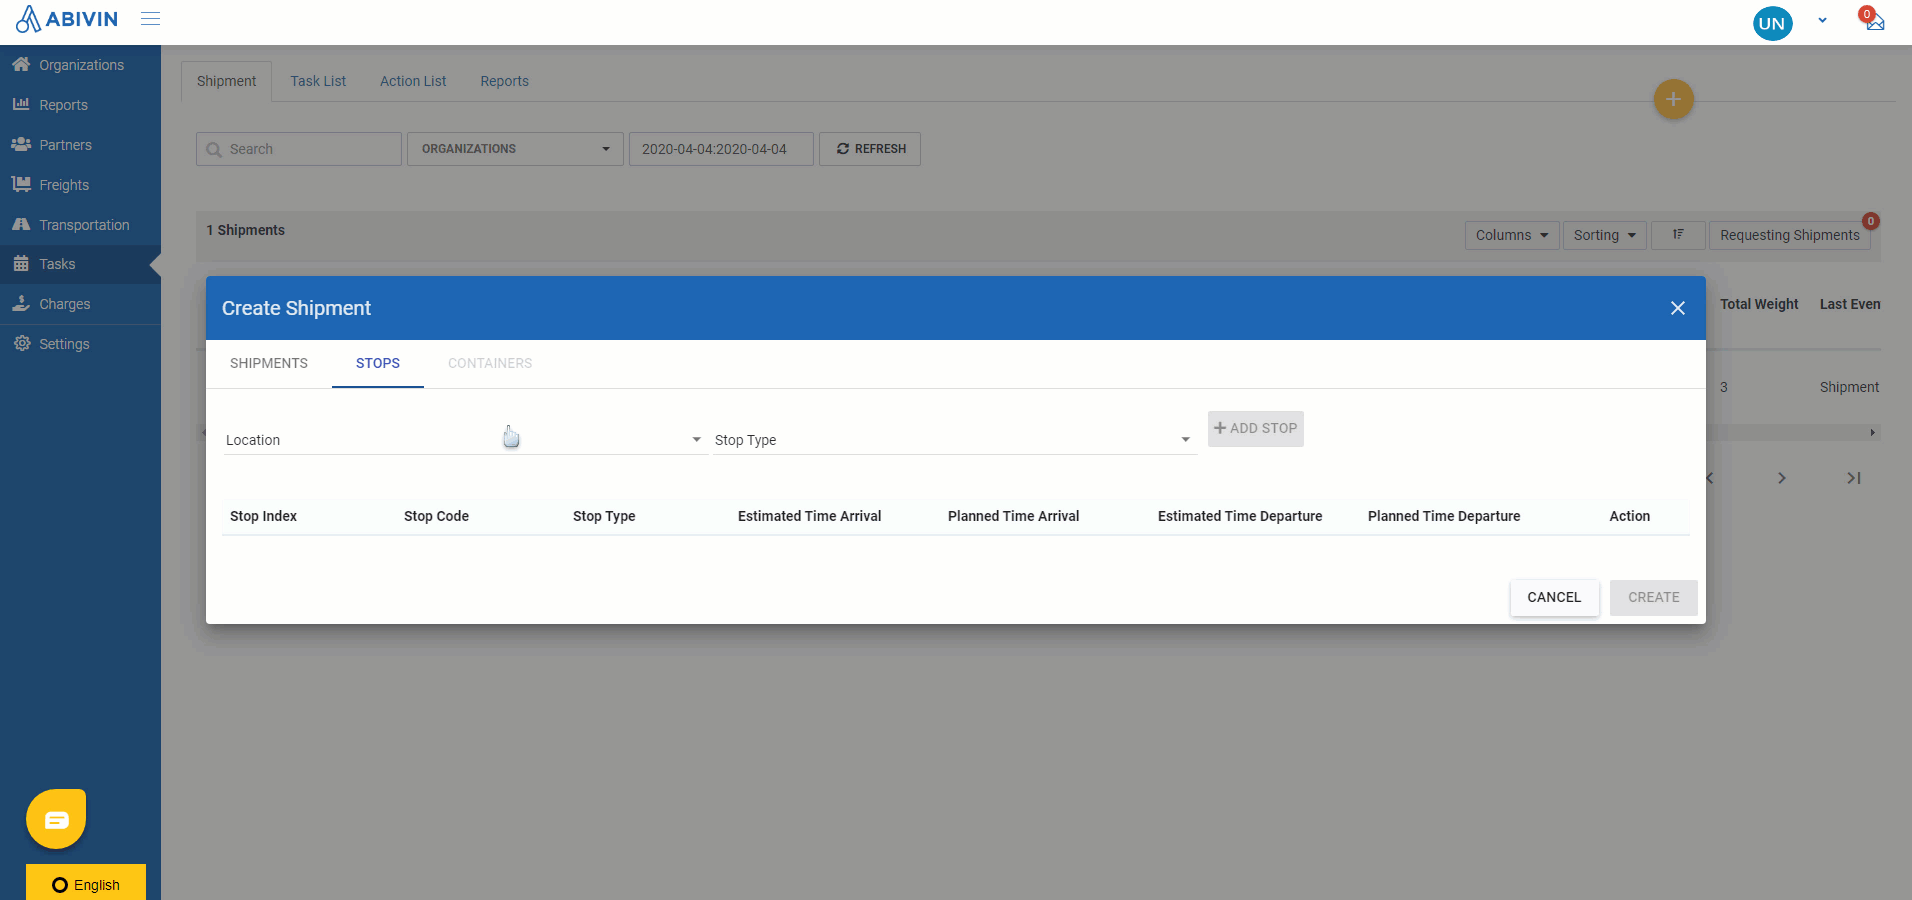 ABIVIN
UN
0
Organizations
Reports
Partners
Freights
Transportation
Tasks
Charges
Settings
English
Shipment Task List Action List Reports
+
Search ORGANIZATIONS 2020-04-04:2020-04-04 REFRESH
1 Shipments
Columns Sorting Requesting Shipments 0
Total Weight Last Even
3 Shipment
Create Shipment
SHIPMENTS STOPS CONTAINERS
Location Stop Type + ADD STOP
Stop Index Stop Code Stop Type Estimated Time Arrival Planned Time Arrival Estimated Time Departure Planned Time Departure Action
CANCEL CREATE